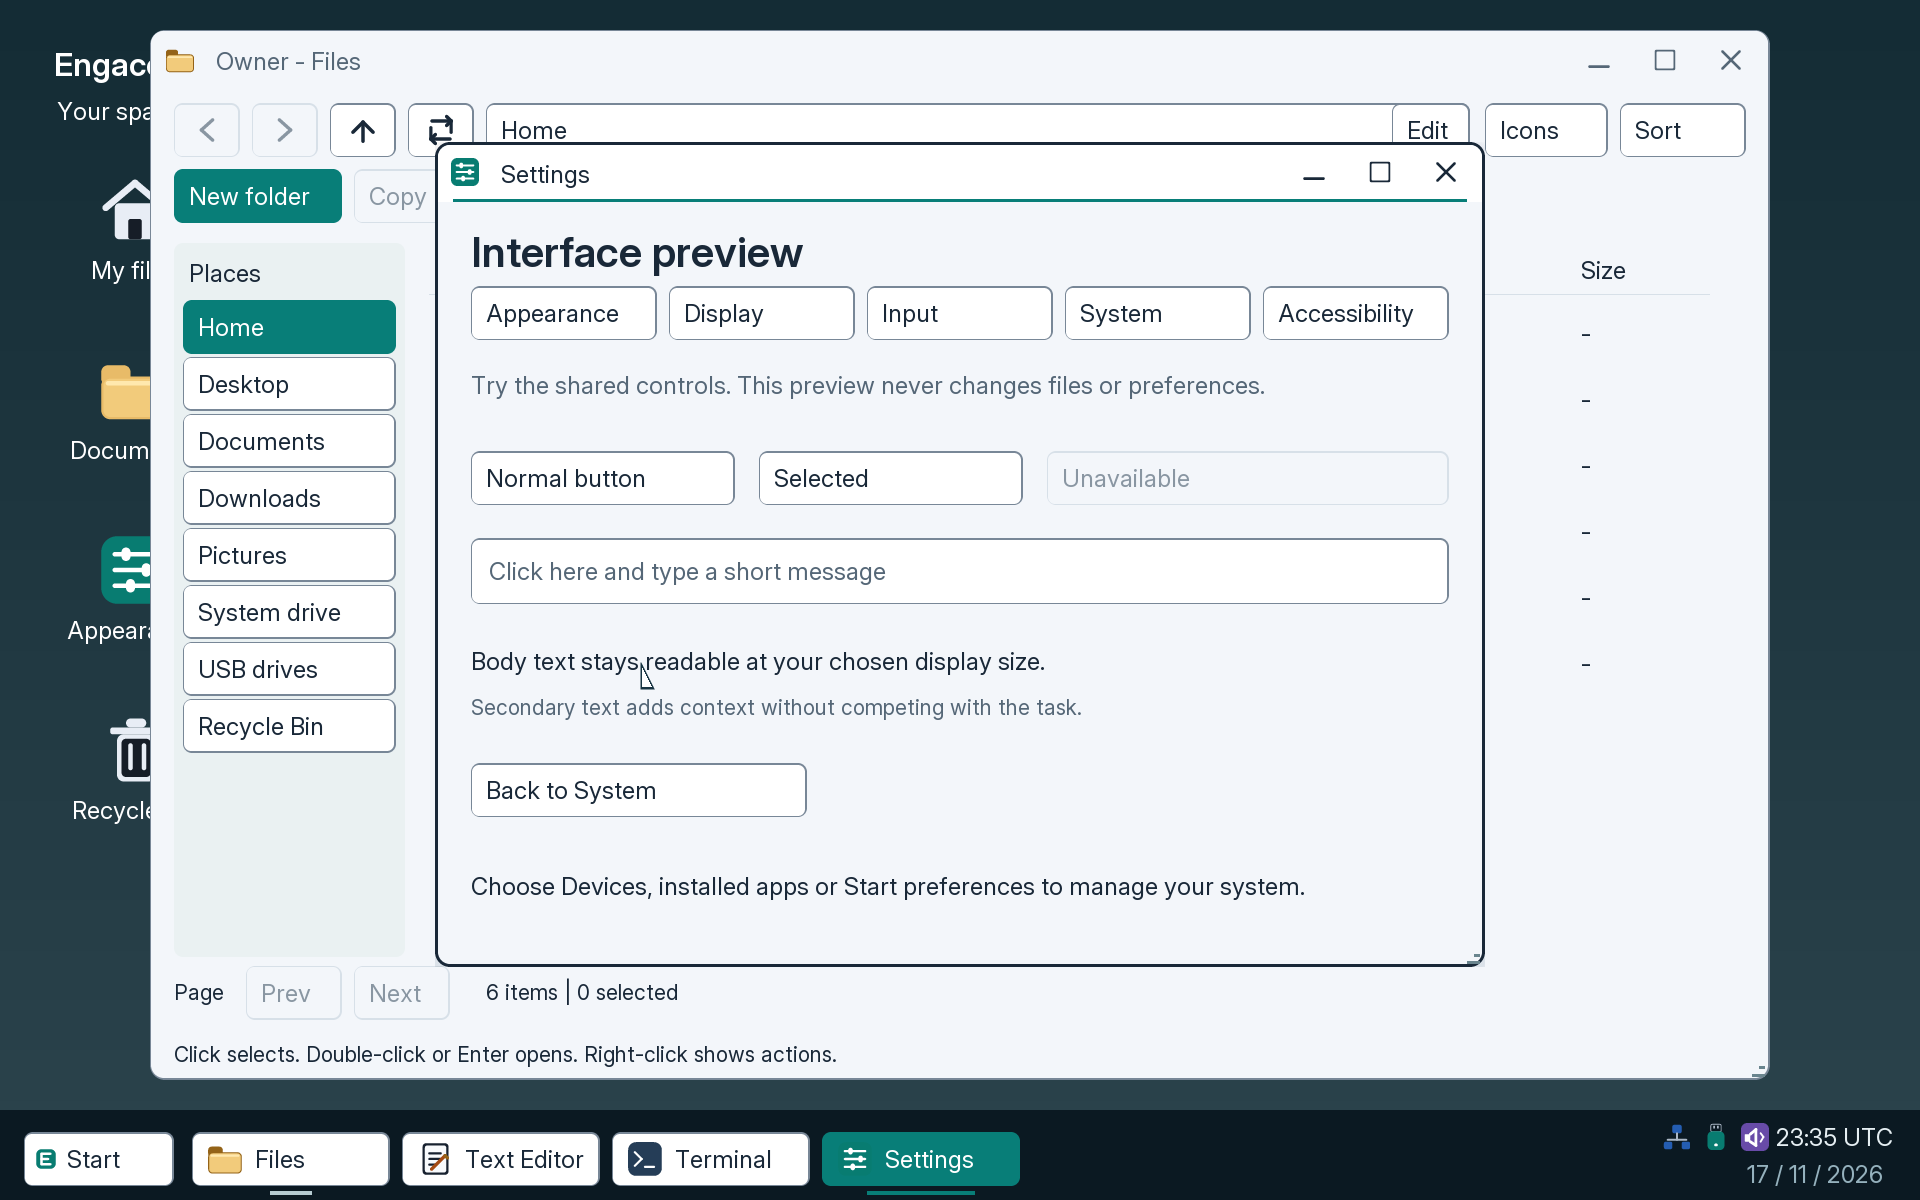 Engac
Your spa
My fil
Docum
Appeara
Recycle
Owner - Files
Home
Edit
Icons
Sort
New folder
Copy
Places
Home
Desktop
Documents
Downloads
Pictures
System drive
USB drives
Recycle Bin
Size
-
-
-
-
-
-
Settings
Interface preview
Appearance
Display
Input
System
Accessibility
Try the shared controls. This preview never changes files or preferences.
Normal button
Selected
Unavailable
Click here and type a short message
Body text stays readable at your chosen display size.
Secondary text adds context without competing with the task.
Back to System
Choose Devices, installed apps or Start preferences to manage your system.
Page
Prev
Next
6 items | 0 selected
Click selects. Double-click or Enter opens. Right-click shows actions.
E Start
Files
Text Editor
Terminal
Settings
23:35 UTC
17 / 11 / 2026